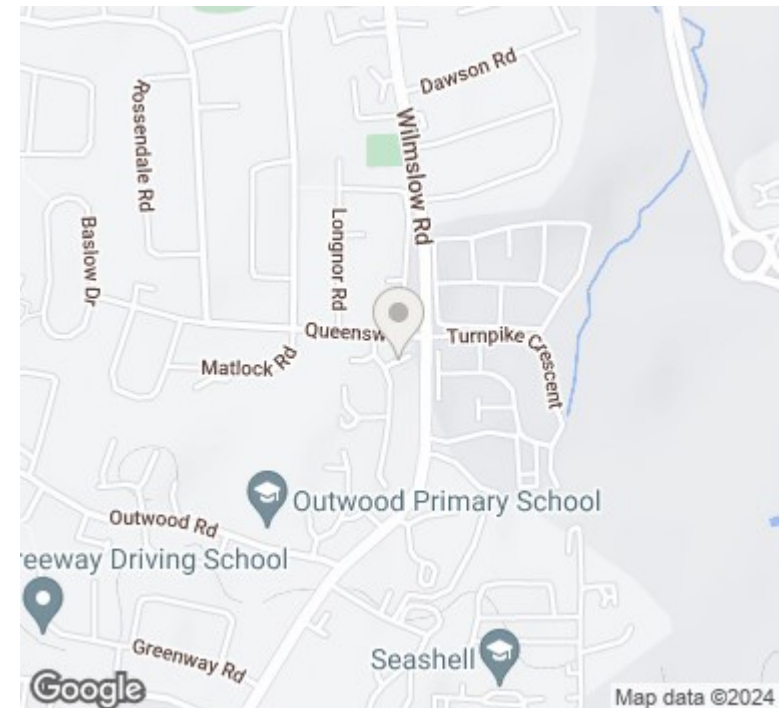 Dawson Rd
Wilmslow Rd
Rossendale Rd
Baslow Dr
Longnor Rd
Queensw
Turnpike Crescent
Matlock Rd
Outwood Primary School
Outwood Rd
reeway Driving School
Greenway Rd
Seashell
Google
Map data ©2024